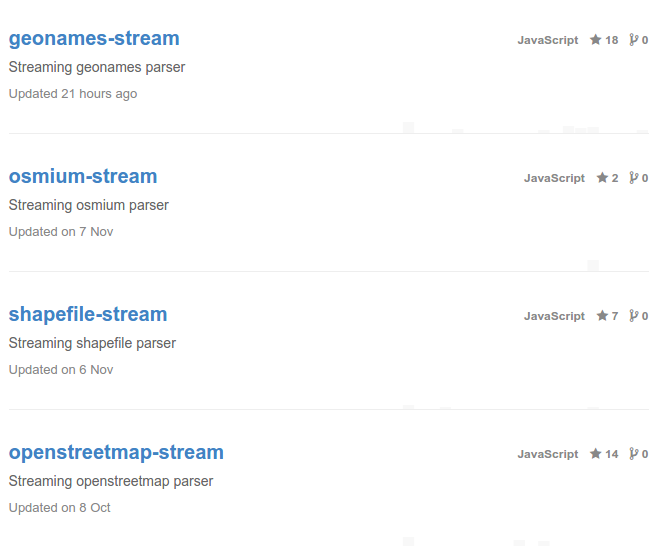 geonames-stream JavaScript 18 0
Streaming geonames parser
Updated 21 hours ago
osmium-stream JavaScript 2 0
Streaming osmium parser
Updated on 7 Nov
shapefile-stream JavaScript 7 0
Streaming shapefile parser
Updated on 6 Nov
openstreetmap-stream JavaScript 14 0
Streaming openstreetmap parser
Updated on 8 Oct